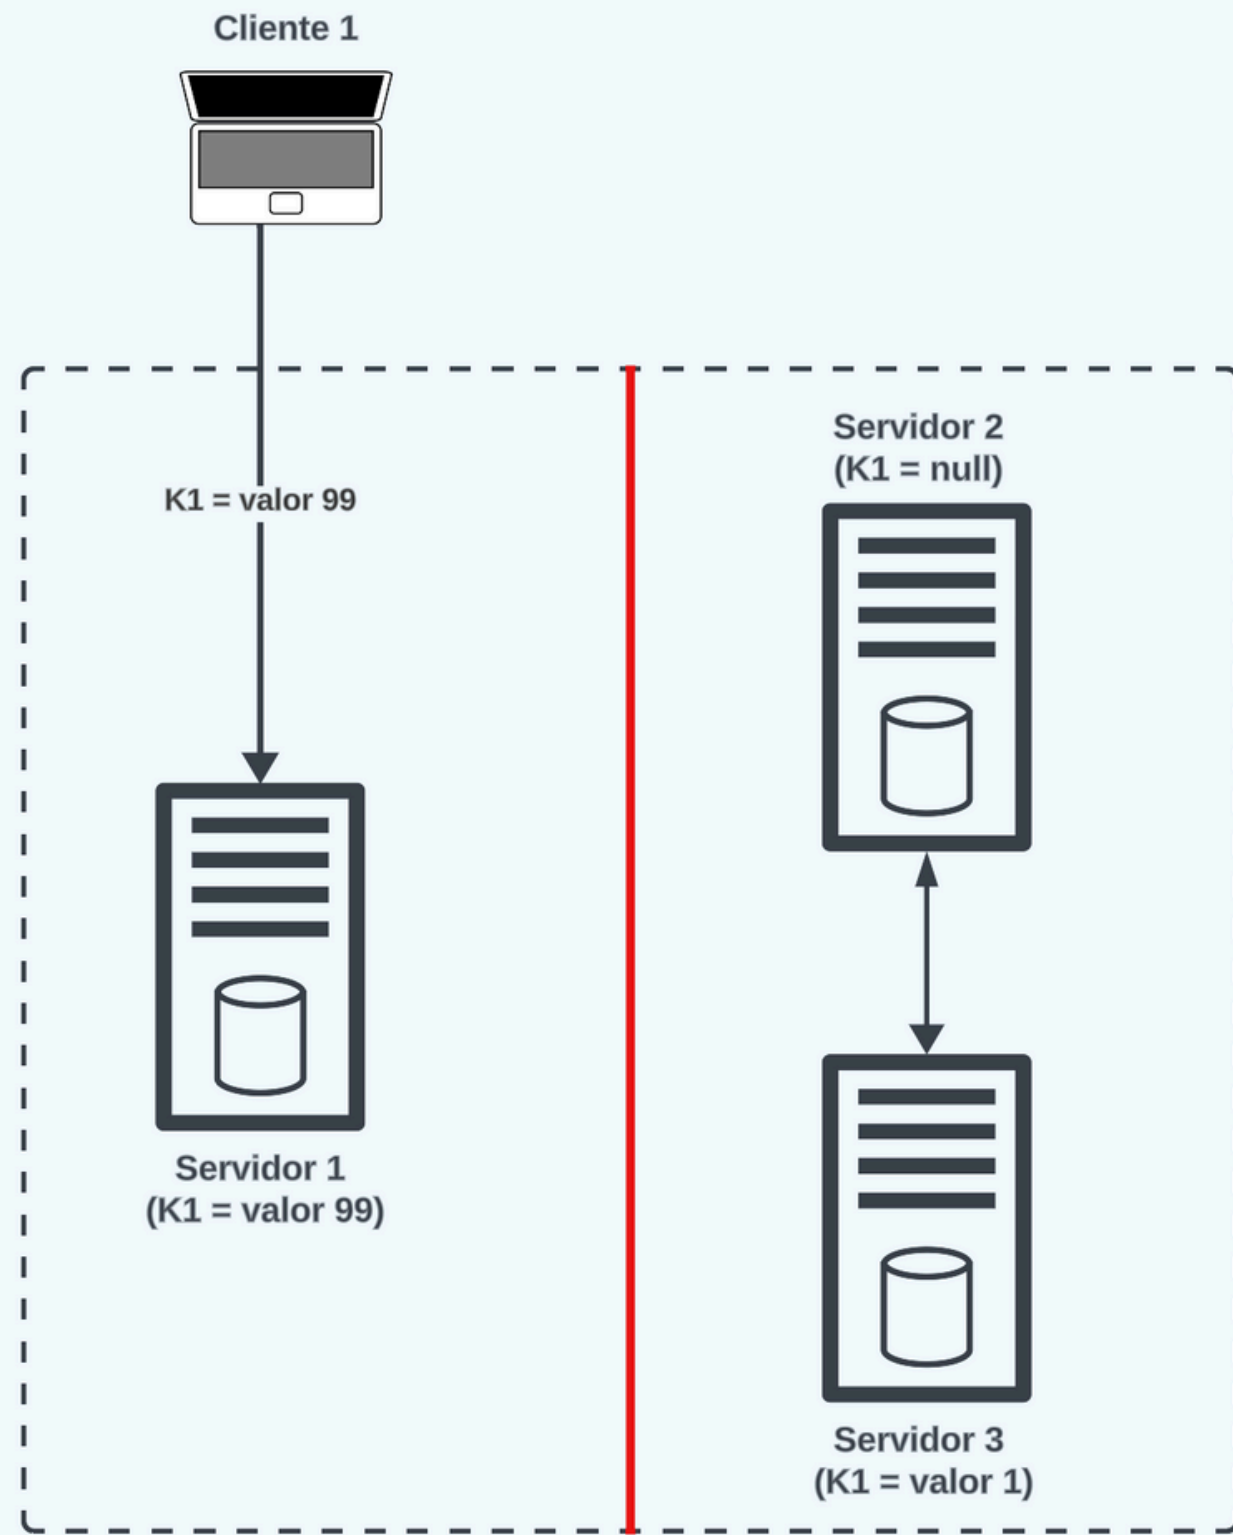 Cliente 1
K1 = valor 99
Servidor 1
(K1 = valor 99)
Servidor 2
(K1 = null)
Servidor 3
(K1 = valor 1)